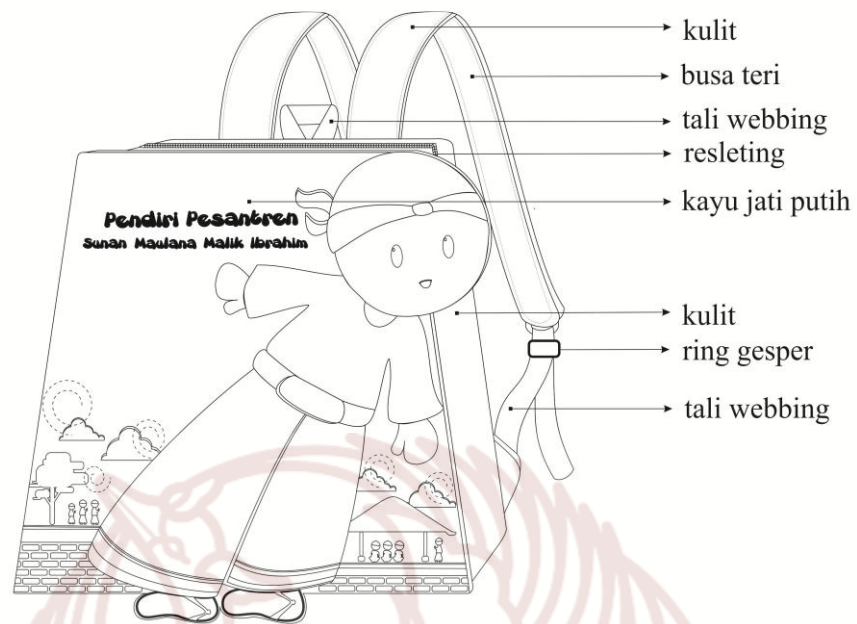 kulit
busa teri
tali webbing
resleting
kayu jati putih
Pendiri Pesantren
Sunan Maulana Malik Ibrahim
kulit
ring gesper
tali webbing